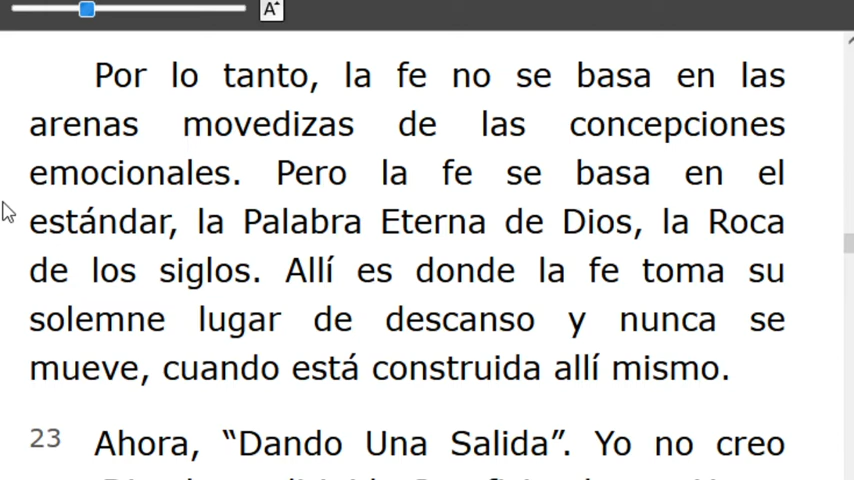 A
Por lo tanto, la fe no se basa en las
arenas movedizas de las concepciones
emocionales. Pero la fe se basa en el
estándar, la Palabra Eterna de Dios, la Roca
de los siglos. Allí es donde la fe toma su
solemne lugar de descanso y nunca se
mueve, cuando está construida allí mismo.
23 Ahora, “Dando Una Salida”. Yo no creo